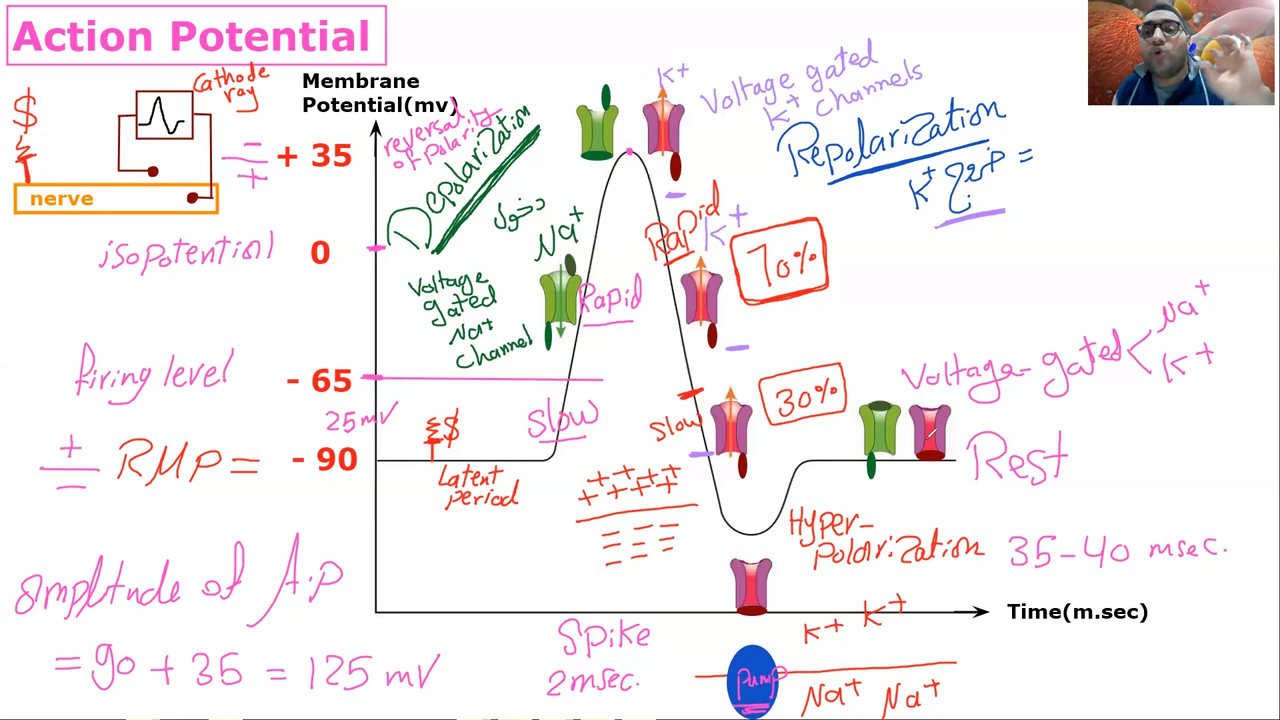 Action Potential
Cathode
ray
$
nerve
Membrane
Potential(mv)
reversal
of polarity
Depolarization
K+
Voltage gated
K+ channels
Repolarization
K+ خروج =
- +
+ 35
isopotential
0
دخول
Na+
Voltage
gated
Na+
channel
Rapid
Rapid
K+
70%
firing level
- 65
25mV
Slow
Slow
30%
Voltage-gated
Na+
K+
+
RMP =
- 90
$
Latent
period
+ + + +
+ + + +
Rest
Hyper-
polarization
35-40 msec.
amplitude of A.P
= 90 + 35 = 125 mV
Time(m.sec)
Spike
2msec.
K+ K+
pump
Na+ Na+